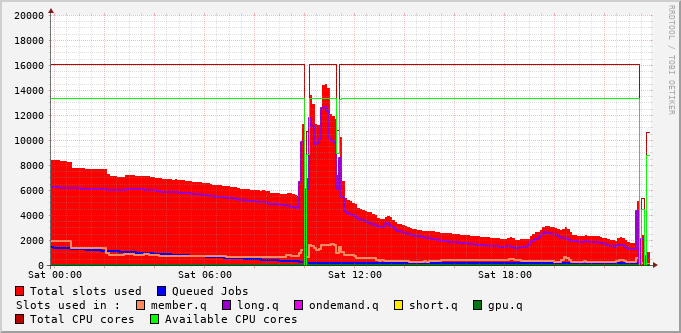 20000
18000
16000
14000
12000
10000
8000
6000
4000
2000
0
Sat 00:00 Sat 06:00 Sat 12:00 Sat 18:00
RRDTOOL / TOBI OETIKER
Total slots used Queued Jobs
Slots used in : member.q long.q ondemand.q short.q gpu.q
Total CPU cores Available CPU cores